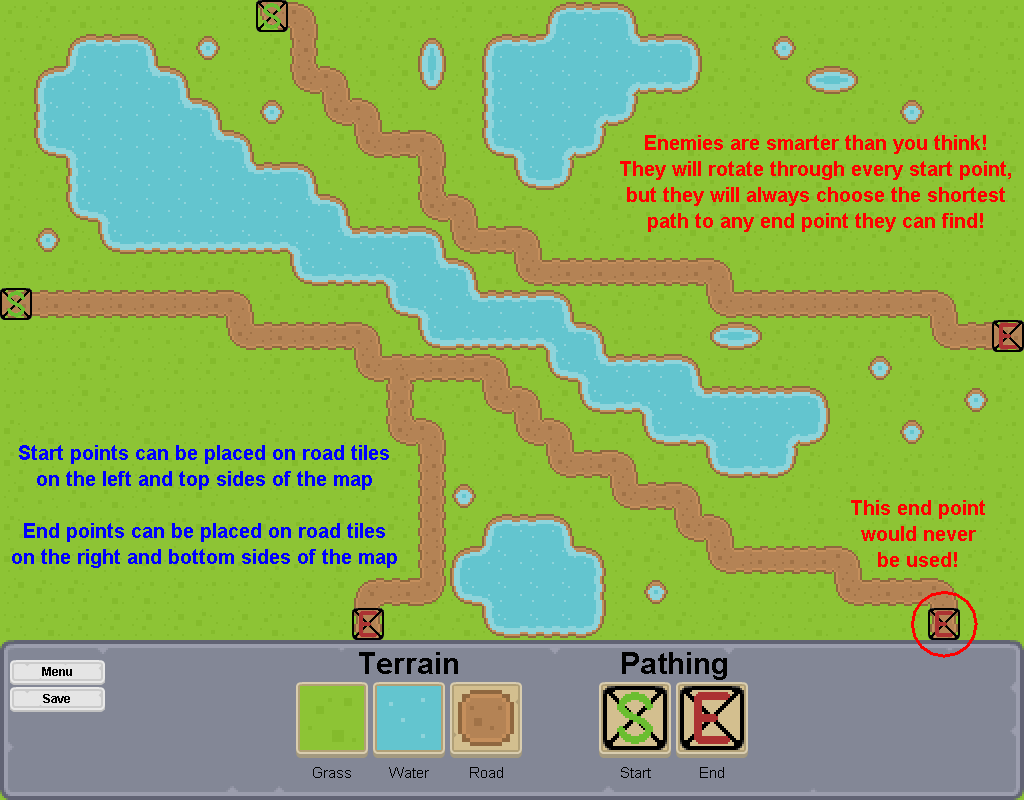 S
Enemies are smarter than you think!
They will rotate through every start point,
but they will always choose the shortest
path to any end point they can find!
S
E
Start points can be placed on road tiles
on the left and top sides of the map
End points can be placed on road tiles
on the right and bottom sides of the map
This end point
would never
be used!
E
E
Menu
Save
Terrain
Grass
Water
Road
Pathing
S
E
Start
End